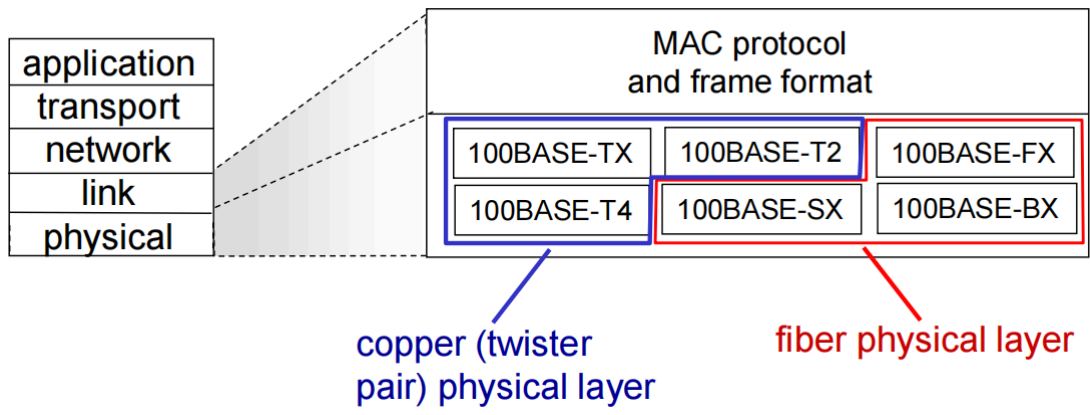 application
transport
network
link
physical
MAC protocol
and frame format
100BASE-TX
100BASE-T2
100BASE-FX
100BASE-T4
100BASE-SX
100BASE-BX
copper (twister
pair) physical layer
fiber physical layer